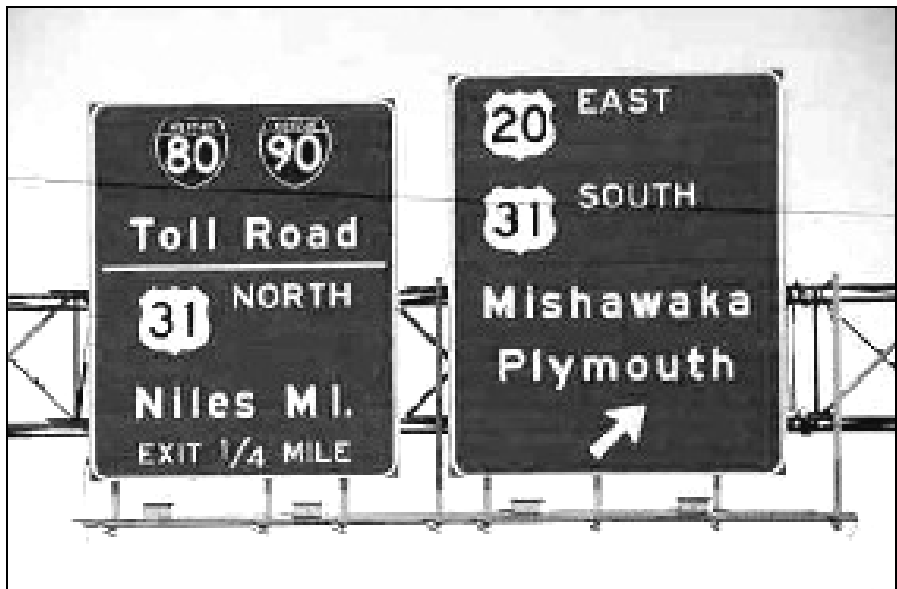 80 90
Toll Road
31 NORTH
Niles MI.
EXIT 1/4 MILE
20 EAST
31 SOUTH
Mishawaka
Plymouth